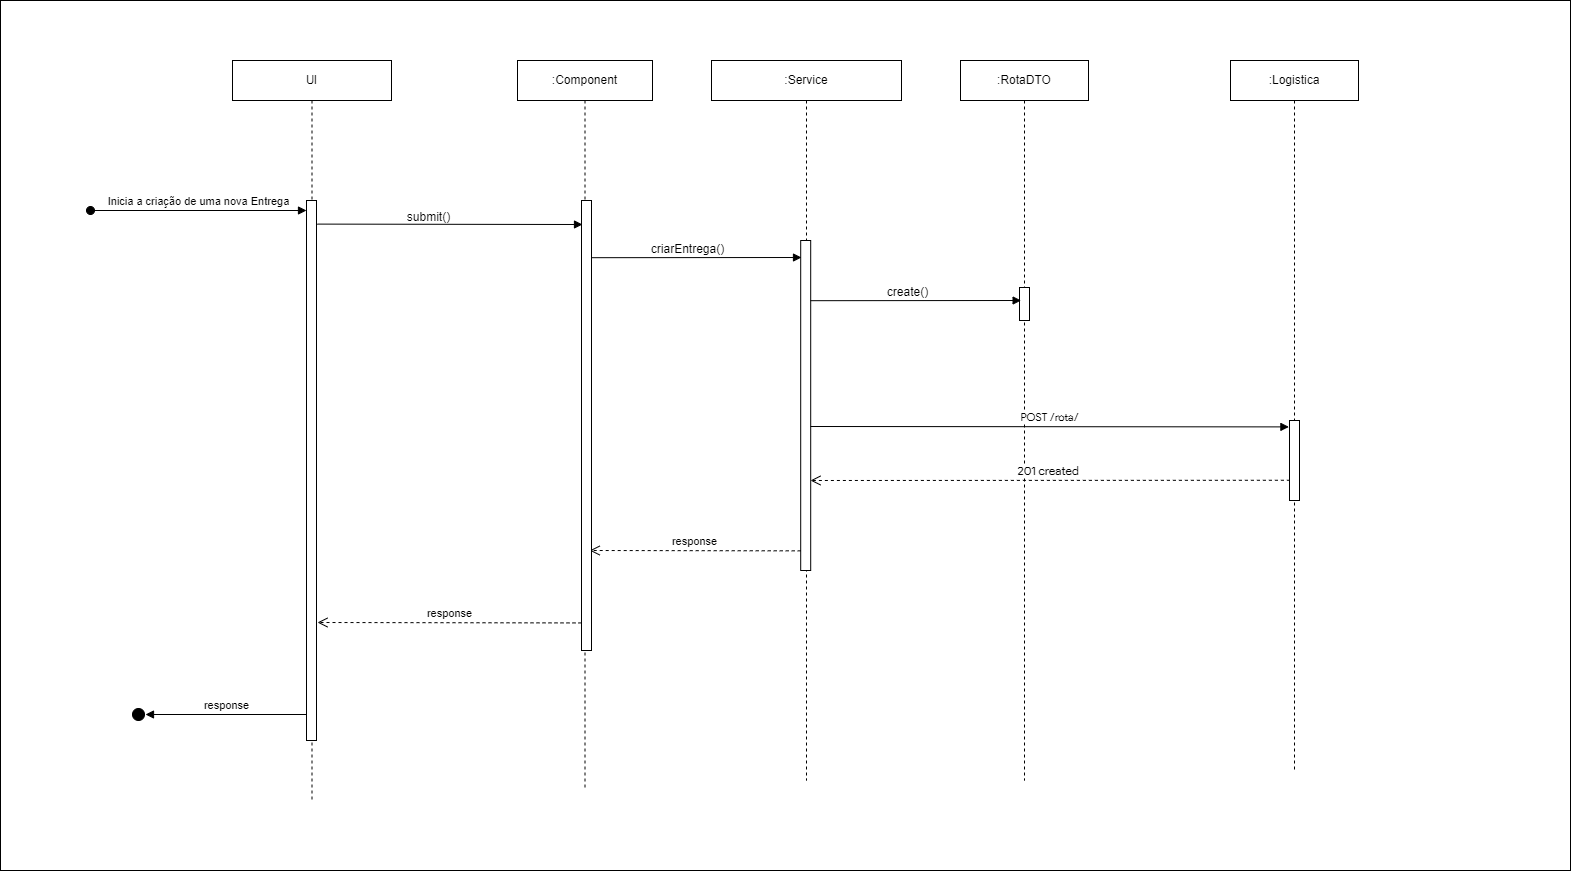 UI
:Component
:Service
:RotaDTO
:Logistica
Inicia a criação de uma nova Entrega
submit()
criarEntrega()
create()
POST /rota/
201 created
response
response
response